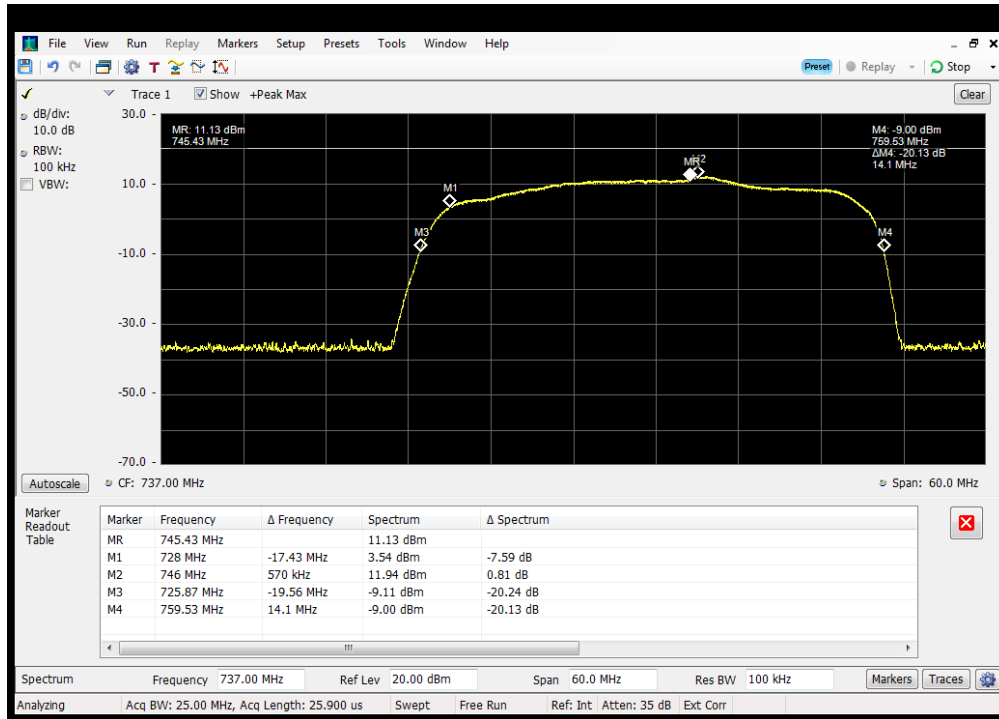 File View Run Replay Markers Setup Presets Tools Window Help
T Preset Replay Stop
Trace 1 Show +Peak Max Clear
dB/div:
10.0 dB
RBW:
100 kHz
VBW:
30.0
10.0
-10.0
-30.0
-50.0
-70.0
MR: 11.13 dBm
745.43 MHz
M4: -9.00 dBm
759.53 MHz
ΔM4: -20.13 dB
14.1 MHz
M1
M3
MR
M4
Autoscale CF: 737.00 MHz Span: 60.0 MHz
Marker
Readout
Table
Marker Frequency Δ Frequency Spectrum Δ Spectrum
MR 745.43 MHz 11.13 dBm
M1 728 MHz -17.43 MHz 3.54 dBm -7.59 dB
M2 746 MHz 570 kHz 11.94 dBm 0.81 dB
M3 725.87 MHz -19.56 MHz -9.11 dBm -20.24 dB
M4 759.53 MHz 14.1 MHz -9.00 dBm -20.13 dB
Spectrum Frequency 737.00 MHz Ref Lev 20.00 dBm Span 60.0 MHz Res BW 100 kHz Markers Traces
Analyzing Acq BW: 25.00 MHz, Acq Length: 25.900 us Swept Free Run Ref: Int Atten: 35 dB Ext Corr